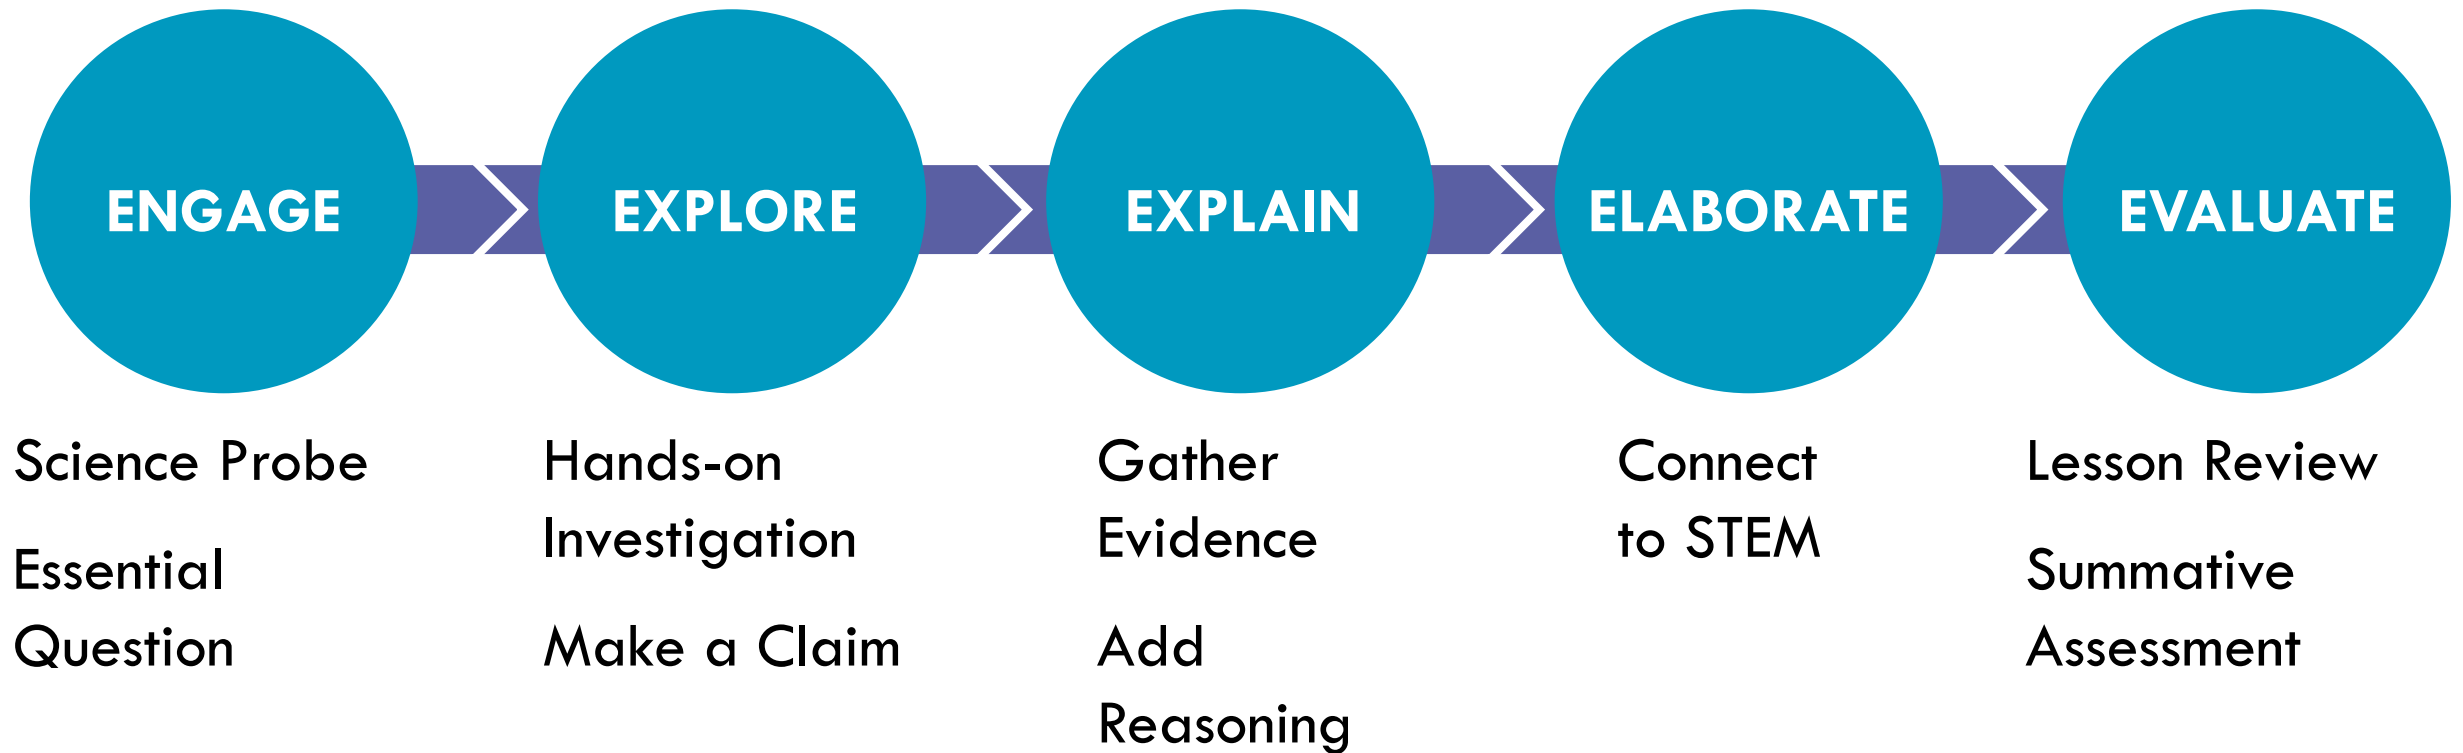 ENGAGE
EXPLORE
EXPLAIN
ELABORATE
EVALUATE
Science Probe
Essential
Question
Hands-on
Investigation
Make a Claim
Gather
Evidence
Add
Reasoning
Connect
to STEM
Lesson Review
Summative
Assessment